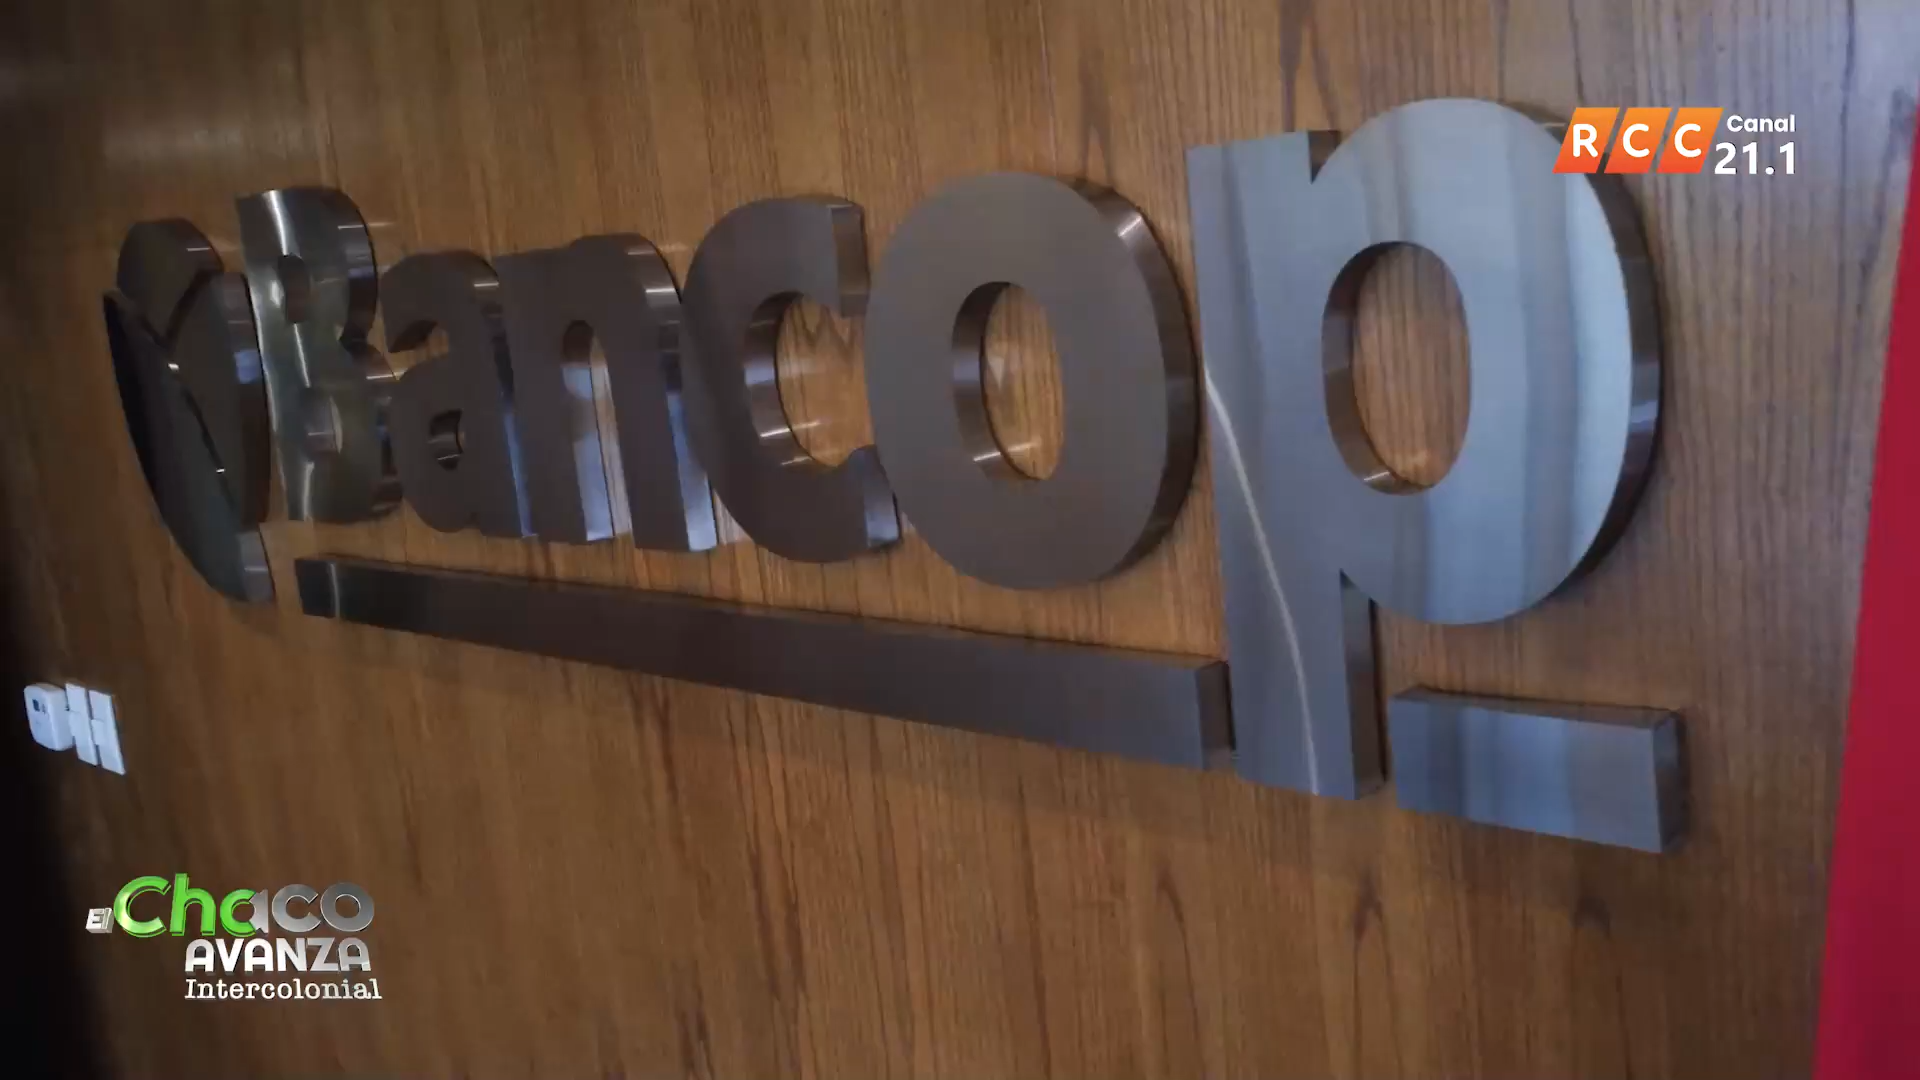 RCC Canal
21.1
Bancop
El Chaco
AVANZA
Intercolonial